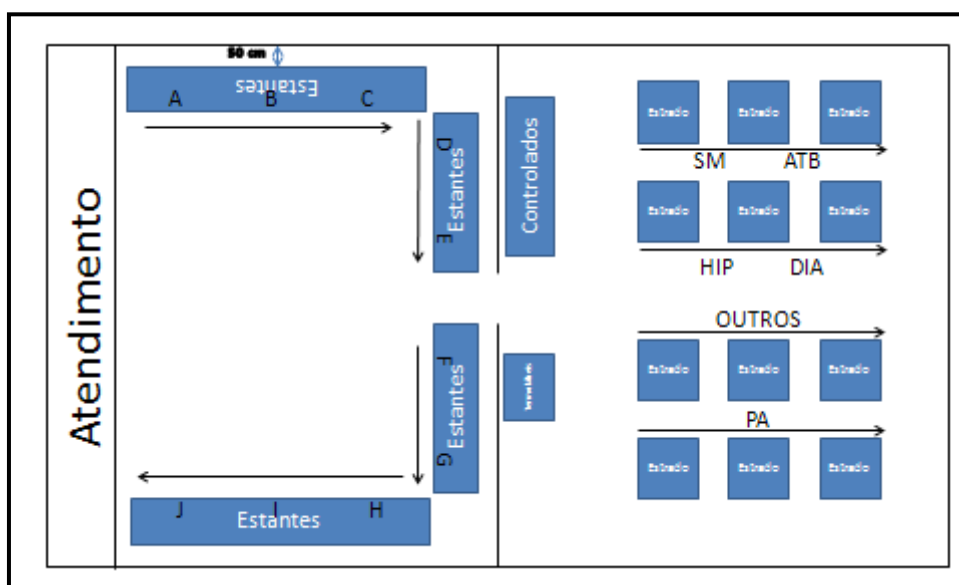 50 cm
Estantes
A B C
Atendimento
D
E
Estantes
Controlados
F
G
Estantes
J I H
Estantes
Estrado Estrado Estrado
SM ATB
Estrado Estrado Estrado
HIP DIA
OUTROS
Estrado Estrado Estrado
PA
Estrado Estrado Estrado